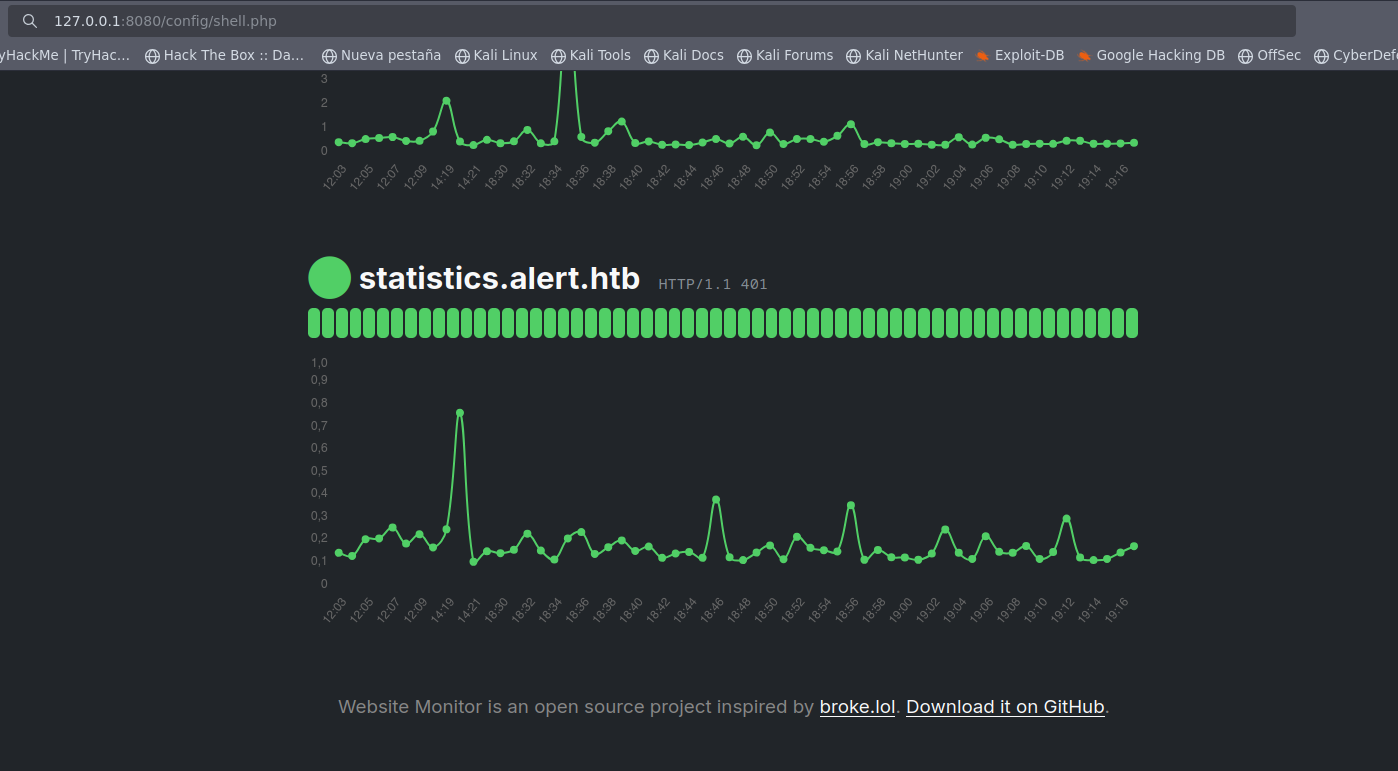 127.0.0.1:8080/config/shell.php
yHackMe | TryHac… Hack The Box :: Da… Nueva pestaña Kali Linux Kali Tools Kali Docs Kali Forums Kali NetHunter Exploit-DB Google Hacking DB OffSec CyberDefe
3
2
1
0
12:03 12:05 12:07 12:09 14:19 14:21 18:30 18:32 18:34 18:36 18:38 18:40 18:42 18:44 18:46 18:48 18:50 18:52 18:54 18:56 18:58 19:00 19:02 19:04 19:06 19:08 19:10 19:12 19:14 19:16
statistics.alert.htb HTTP/1.1 401
1,0
0,9
0,8
0,7
0,6
0,5
0,4
0,3
0,2
0,1
0
12:03 12:05 12:07 12:09 14:19 14:21 18:30 18:32 18:34 18:36 18:38 18:40 18:42 18:44 18:46 18:48 18:50 18:52 18:54 18:56 18:58 19:00 19:02 19:04 19:06 19:08 19:10 19:12 19:14 19:16
Website Monitor is an open source project inspired by broke.lol. Download it on GitHub.